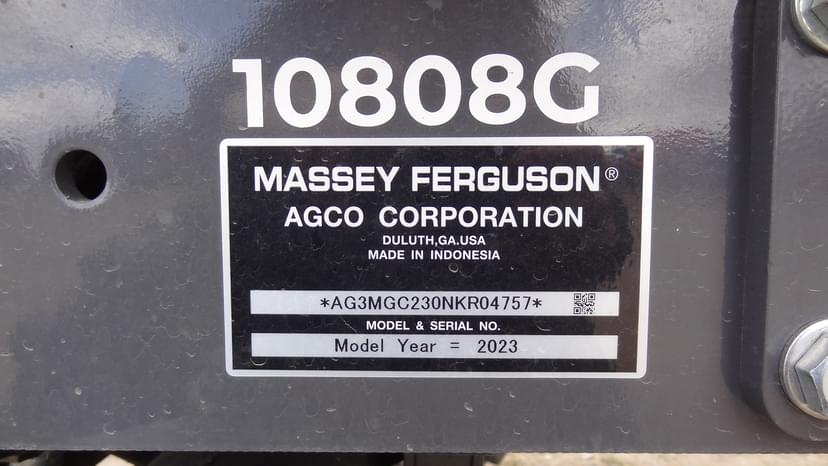 10808G
MASSEY FERGUSON®
AGCO CORPORATION
DULUTH,GA.USA
MADE IN INDONESIA
*AG3MGC230NKR04757*
MODEL & SERIAL NO.
Model Year = 2023